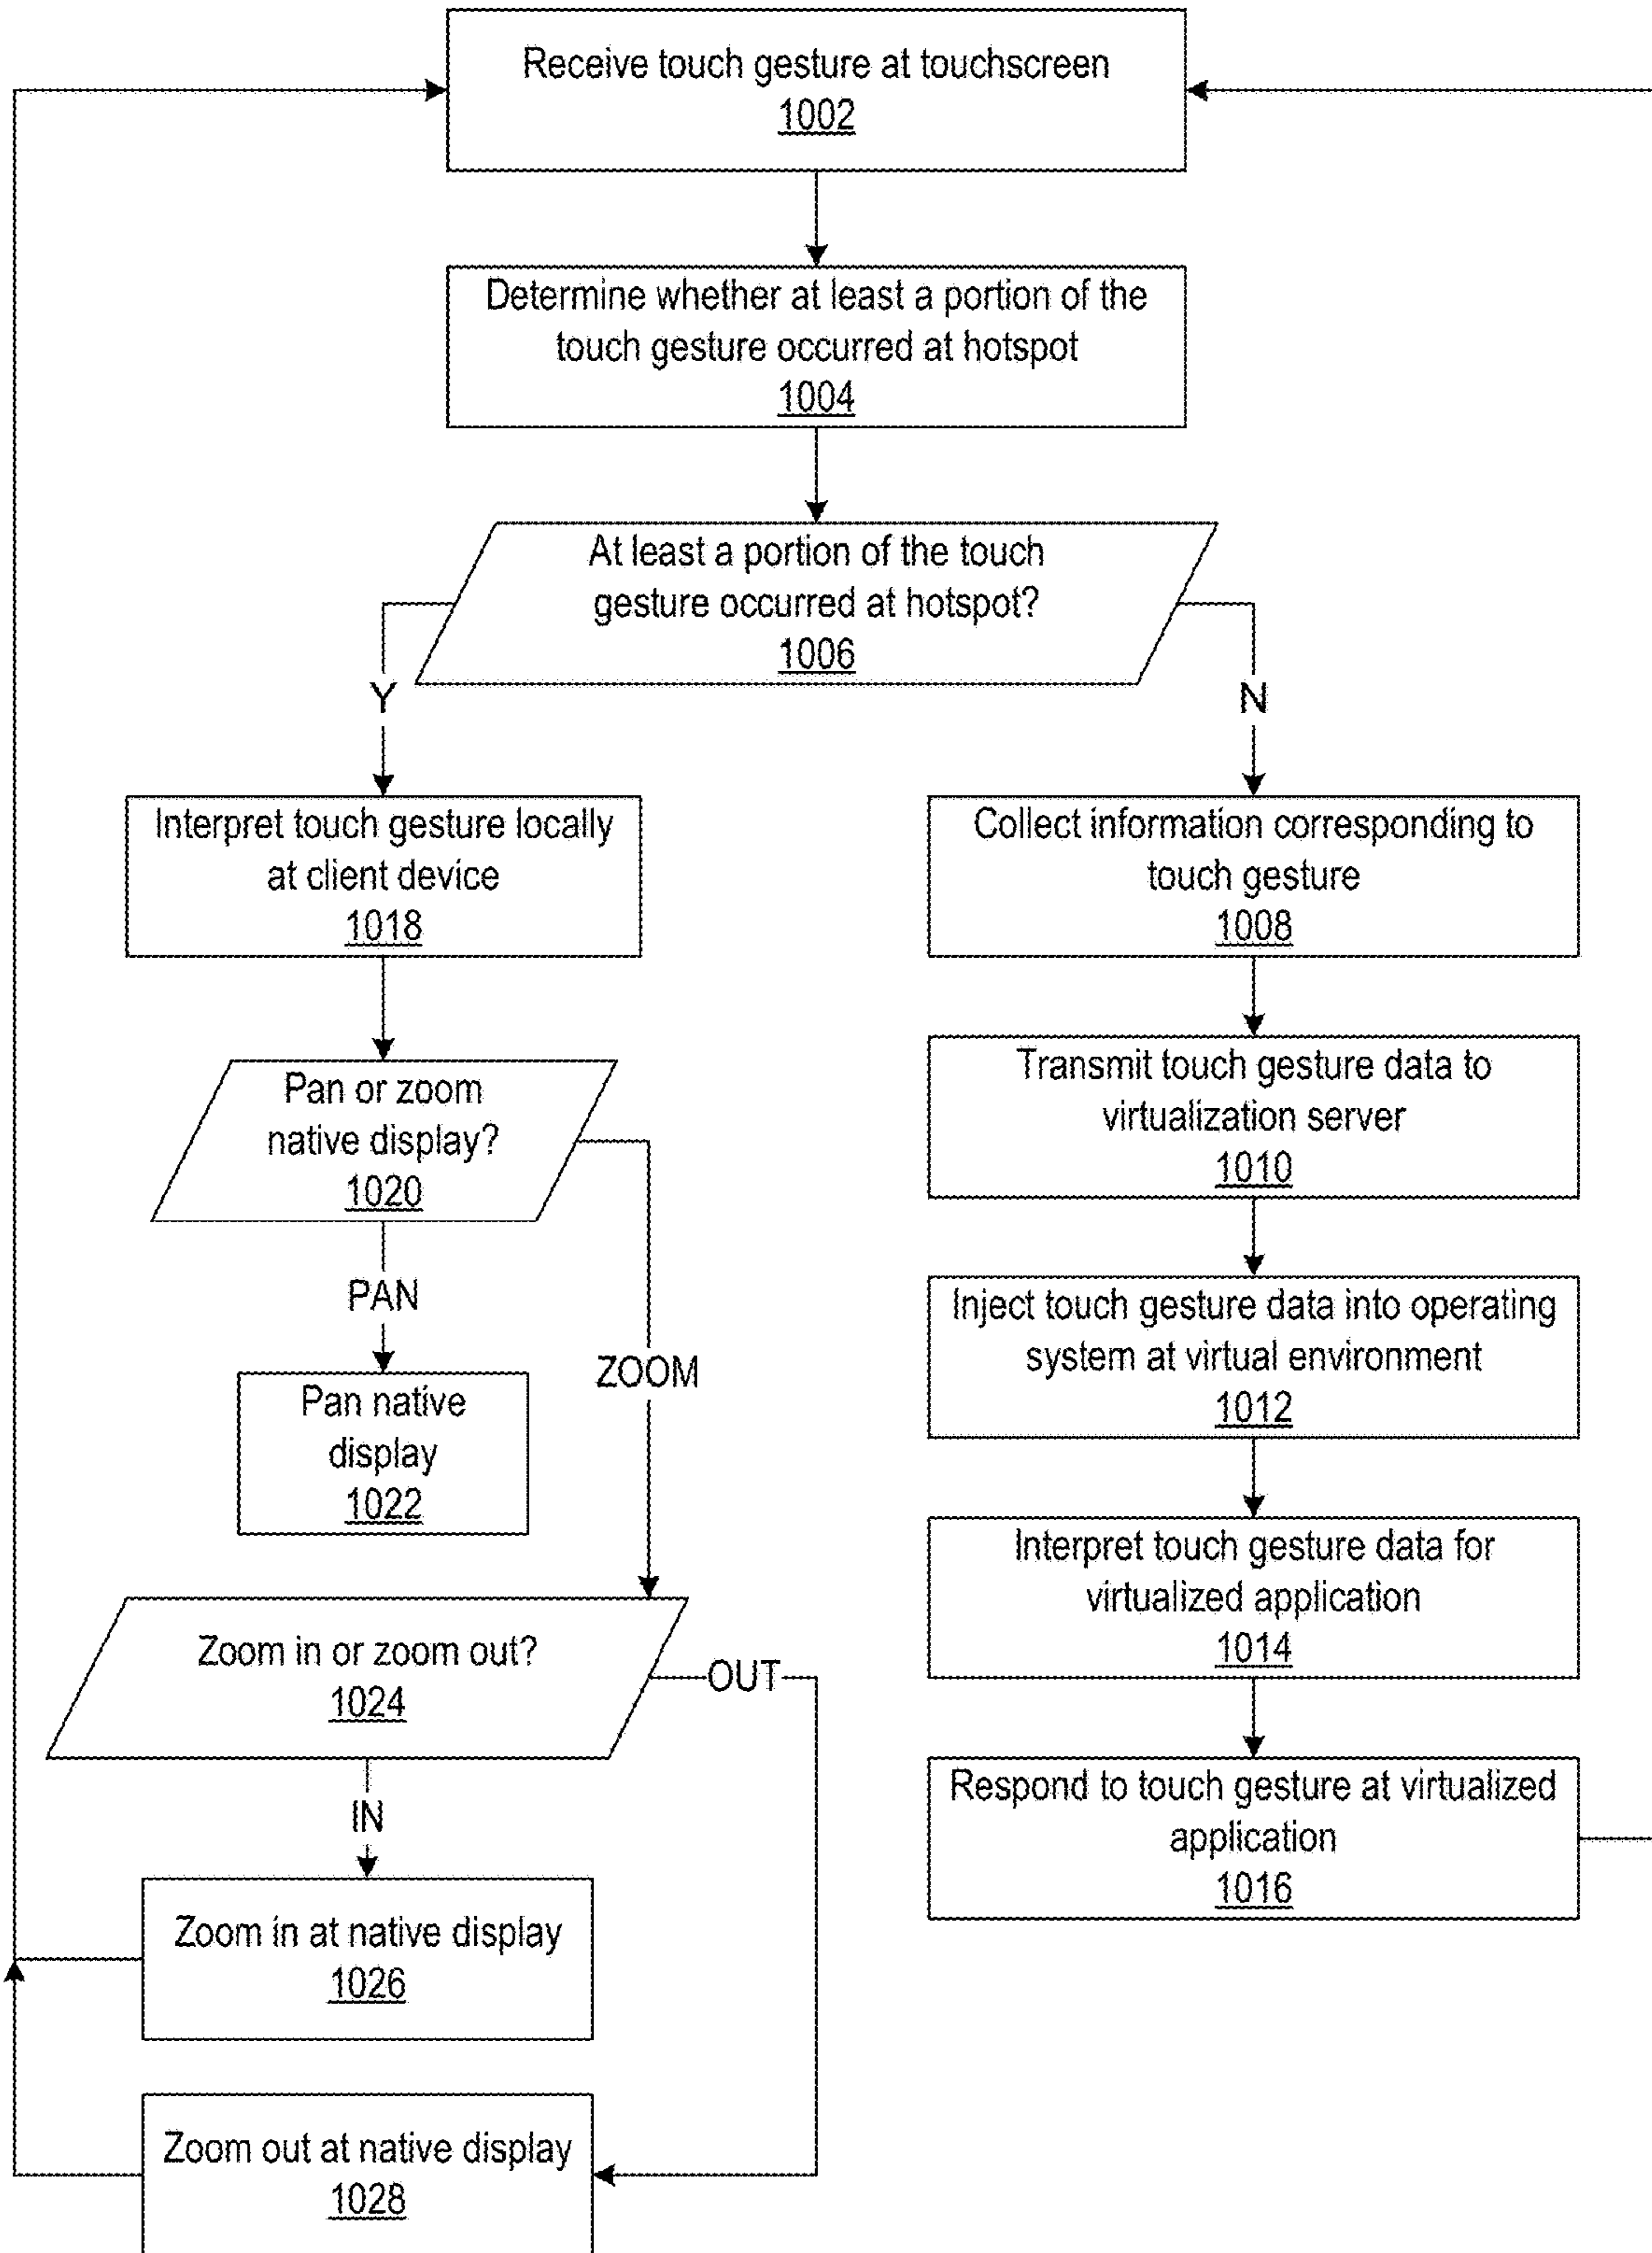 Receive touch gesture at touchscreen
1002
Determine whether at least a portion of the
touch gesture occurred at hotspot
1004
At least a portion of the touch
gesture occurred at hotspot?
1006
Y
N
Interpret touch gesture locally
at client device
1018
Collect information corresponding to
touch gesture
1008
Pan or zoom
native display?
1020
Transmit touch gesture data to
virtualization server
1010
PAN
ZOOM
Inject touch gesture data into operating
system at virtual environment
1012
Pan native
display
1022
Interpret touch gesture data for
virtualized application
1014
Zoom in or zoom out?
1024
OUT
IN
Respond to touch gesture at virtualized
application
1016
Zoom in at native display
1026
Zoom out at native display
1028